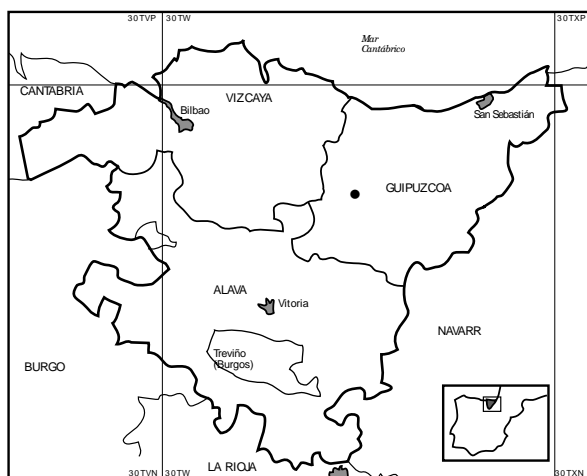 30TVP 30TW 30TXP
Mar
Cantábrico
CANTABRIA
VIZCAYA
Bilbao
San Sebastián
GUIPUZCOA
ALAVA
Vitoria
NAVARR
Treviño
(Burgos)
BURGO
LA RIOJA
30TVN 30TW 30TXN